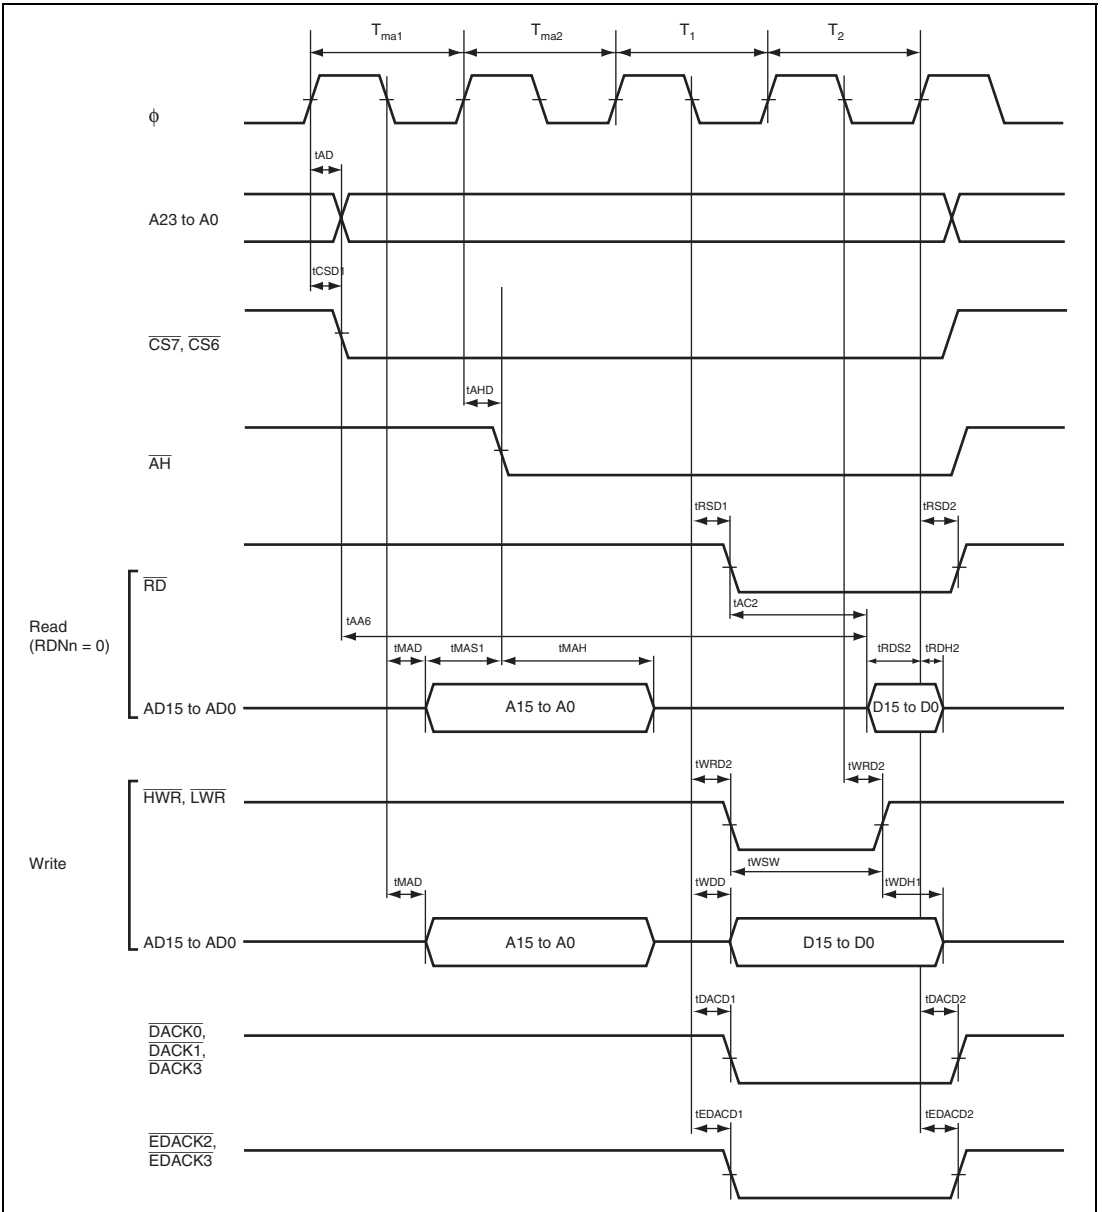 Tma1 Tma2 T1 T2
ϕ
tAD
A23 to A0
tCSD1
CS7, CS6
tAHD
AH
tRSD1 tRSD2
RD
tAC2
Read
(RDNn = 0)
tAA6
tMAD tMAS1 tMAH tRDS2 tRDH2
AD15 to AD0 A15 to A0 D15 to D0
tWRD2 tWRD2
HWR, LWR
Write
tWSW
tMAD tWDD tWDH1
AD15 to AD0 A15 to A0 D15 to D0
tDACD1 tDACD2
DACK0,
DACK1,
DACK3
tEDACD1 tEDACD2
EDACK2,
EDACK3